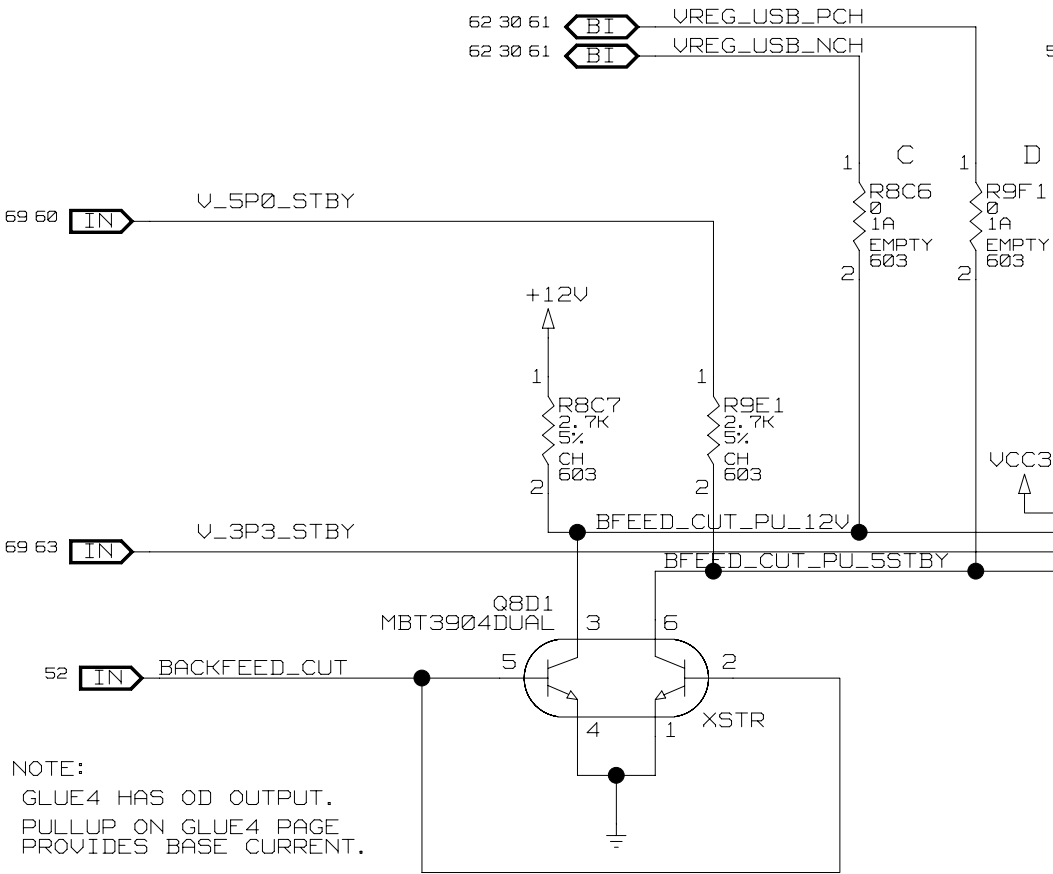 62 30 61 BI VREG_USB_PCH
62 30 61 BI VREG_USB_NCH
5
1 C 1 D
R8C6
0
1A
EMPTY
603
2
R9F1
0
1A
EMPTY
603
2
69 60 IN V_5P0_STBY
+12V
1
R8C7
2.7K
5%
CH
603
2
1
R9E1
2.7K
5%
CH
603
2
VCC3
BFEED_CUT_PU_12V
69 63 IN V_3P3_STBY
BFEED_CUT_PU_5STBY
Q8D1
MBT3904DUAL
3 6
52 IN BACKFEED_CUT
5 2
4 1
XSTR
NOTE:
GLUE4 HAS OD OUTPUT.
PULLUP ON GLUE4 PAGE
PROVIDES BASE CURRENT.